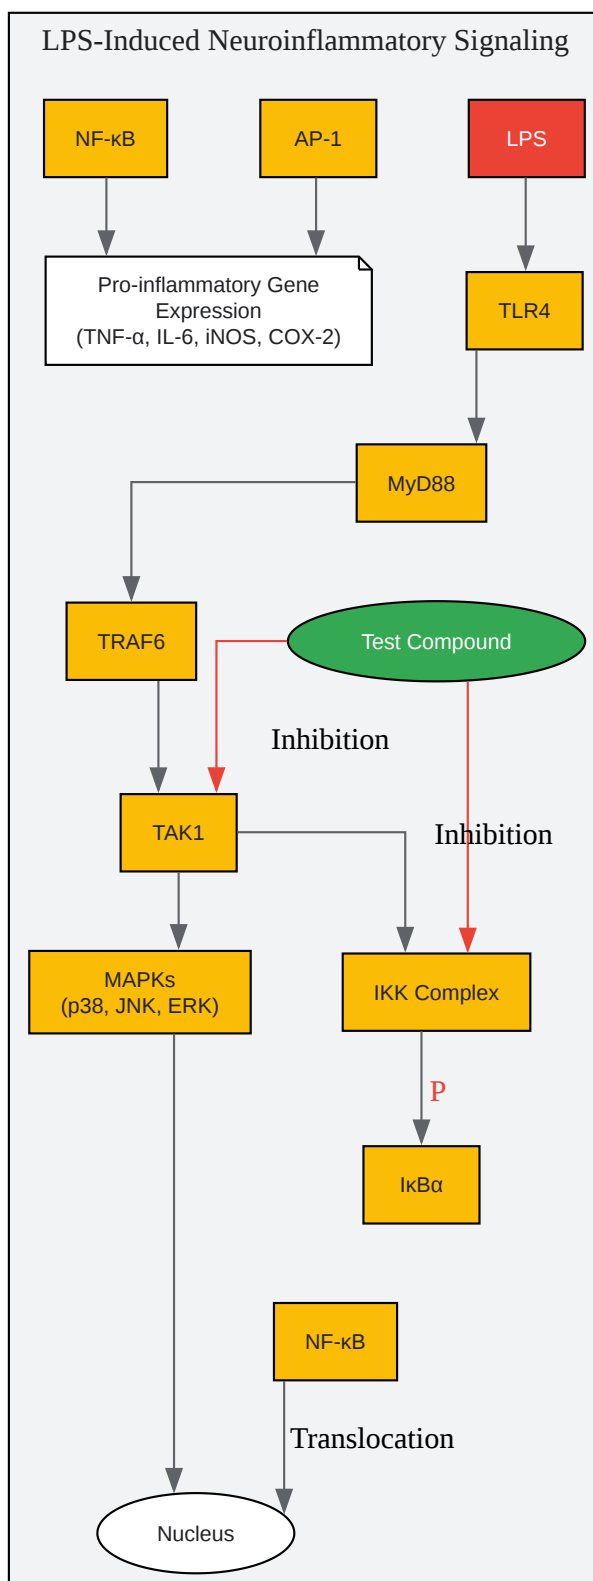 LPS-Induced Neuroinflammatory Signaling
NF-κB
AP-1
LPS
Pro-inflammatory Gene
Expression
(TNF-α, IL-6, iNOS, COX-2)
TLR4
MyD88
TRAF6
Test Compound
Inhibition
TAK1
Inhibition
MAPKs
(p38, JNK, ERK)
IKK Complex
P
IκBα
NF-κB
Translocation
Nucleus